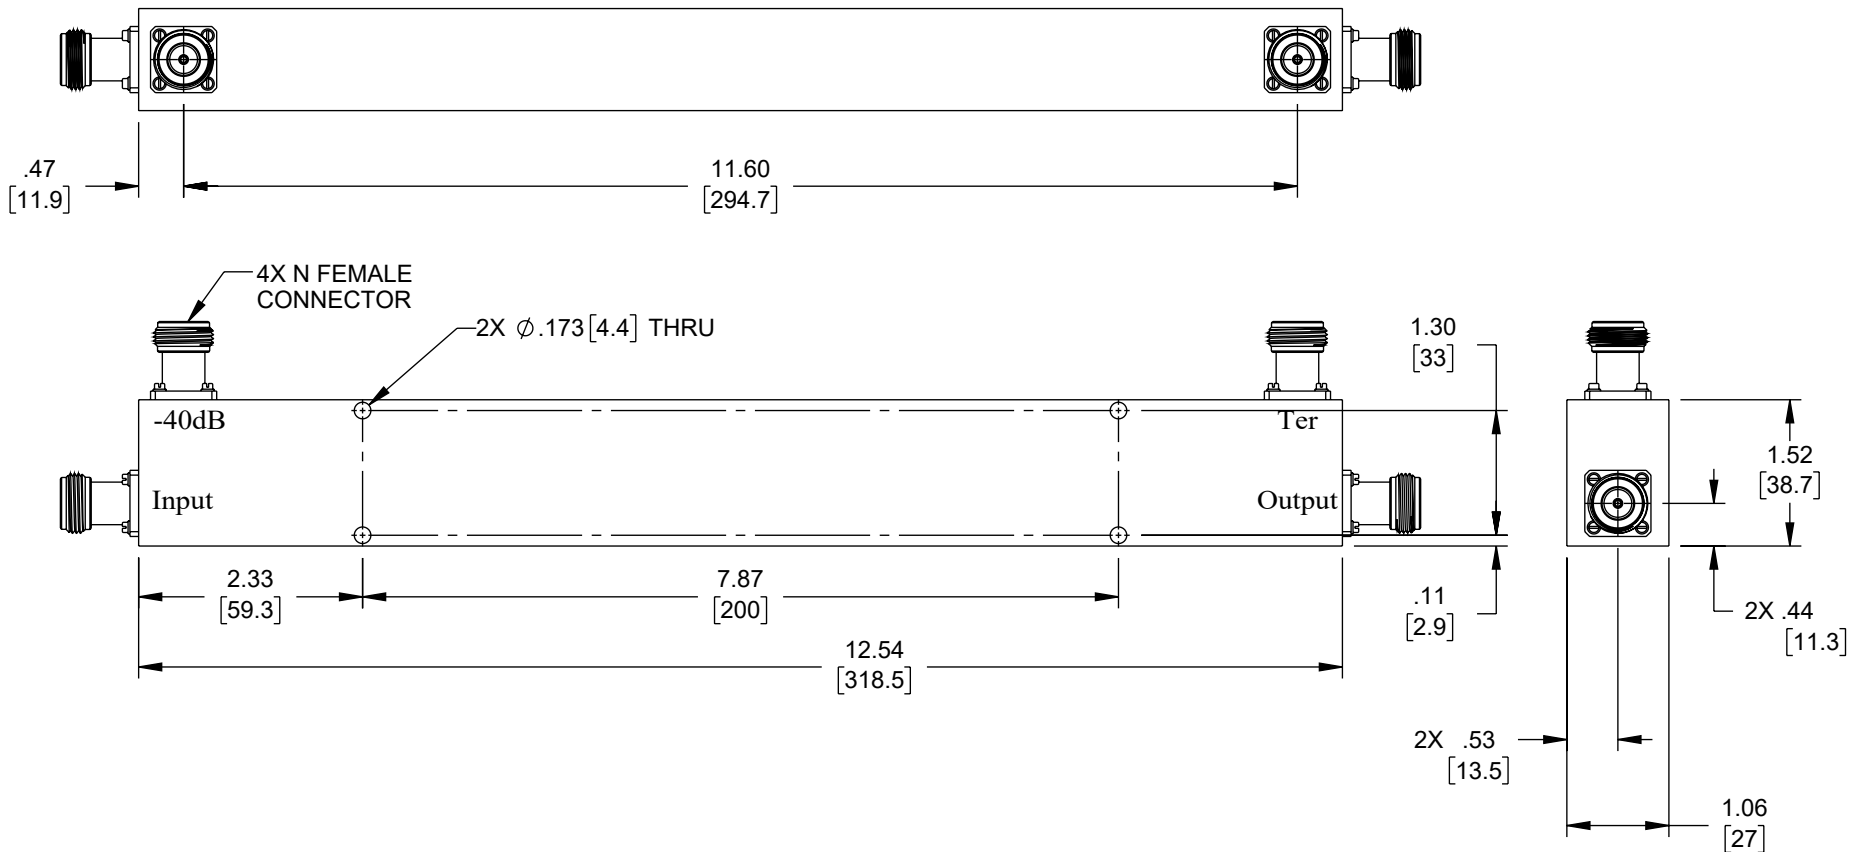 .47
[11.9]
11.60
[294.7]
4X N FEMALE
CONNECTOR
2X ⌀ .173 [4.4] THRU
1.30
[33]
-40dB
Ter
Input
Output
1.52
[38.7]
2.33
[59.3]
7.87
[200]
.11
[2.9]
2X .44
[11.3]
12.54
[318.5]
2X .53
[13.5]
1.06
[27]